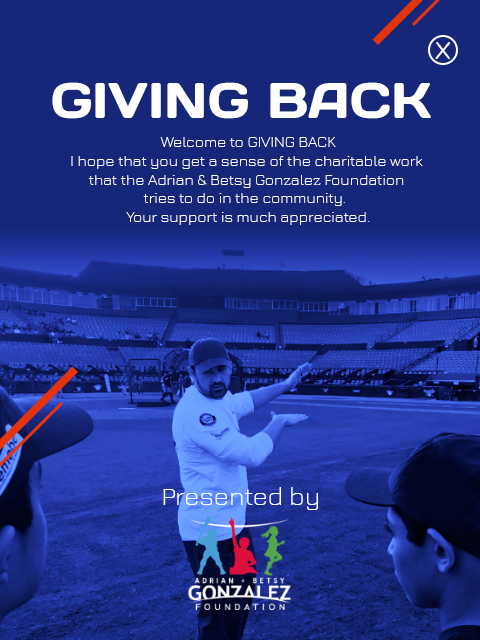 X
GIVING BACK
Welcome to GIVING BACK
I hope that you get a sense of the charitable work
that the Adrian & Betsy Gonzalez Foundation
tries to do in the community.
Your support is much appreciated.
Presented by
ADRIAN + BETSY
GONZALEZ
FOUNDATION